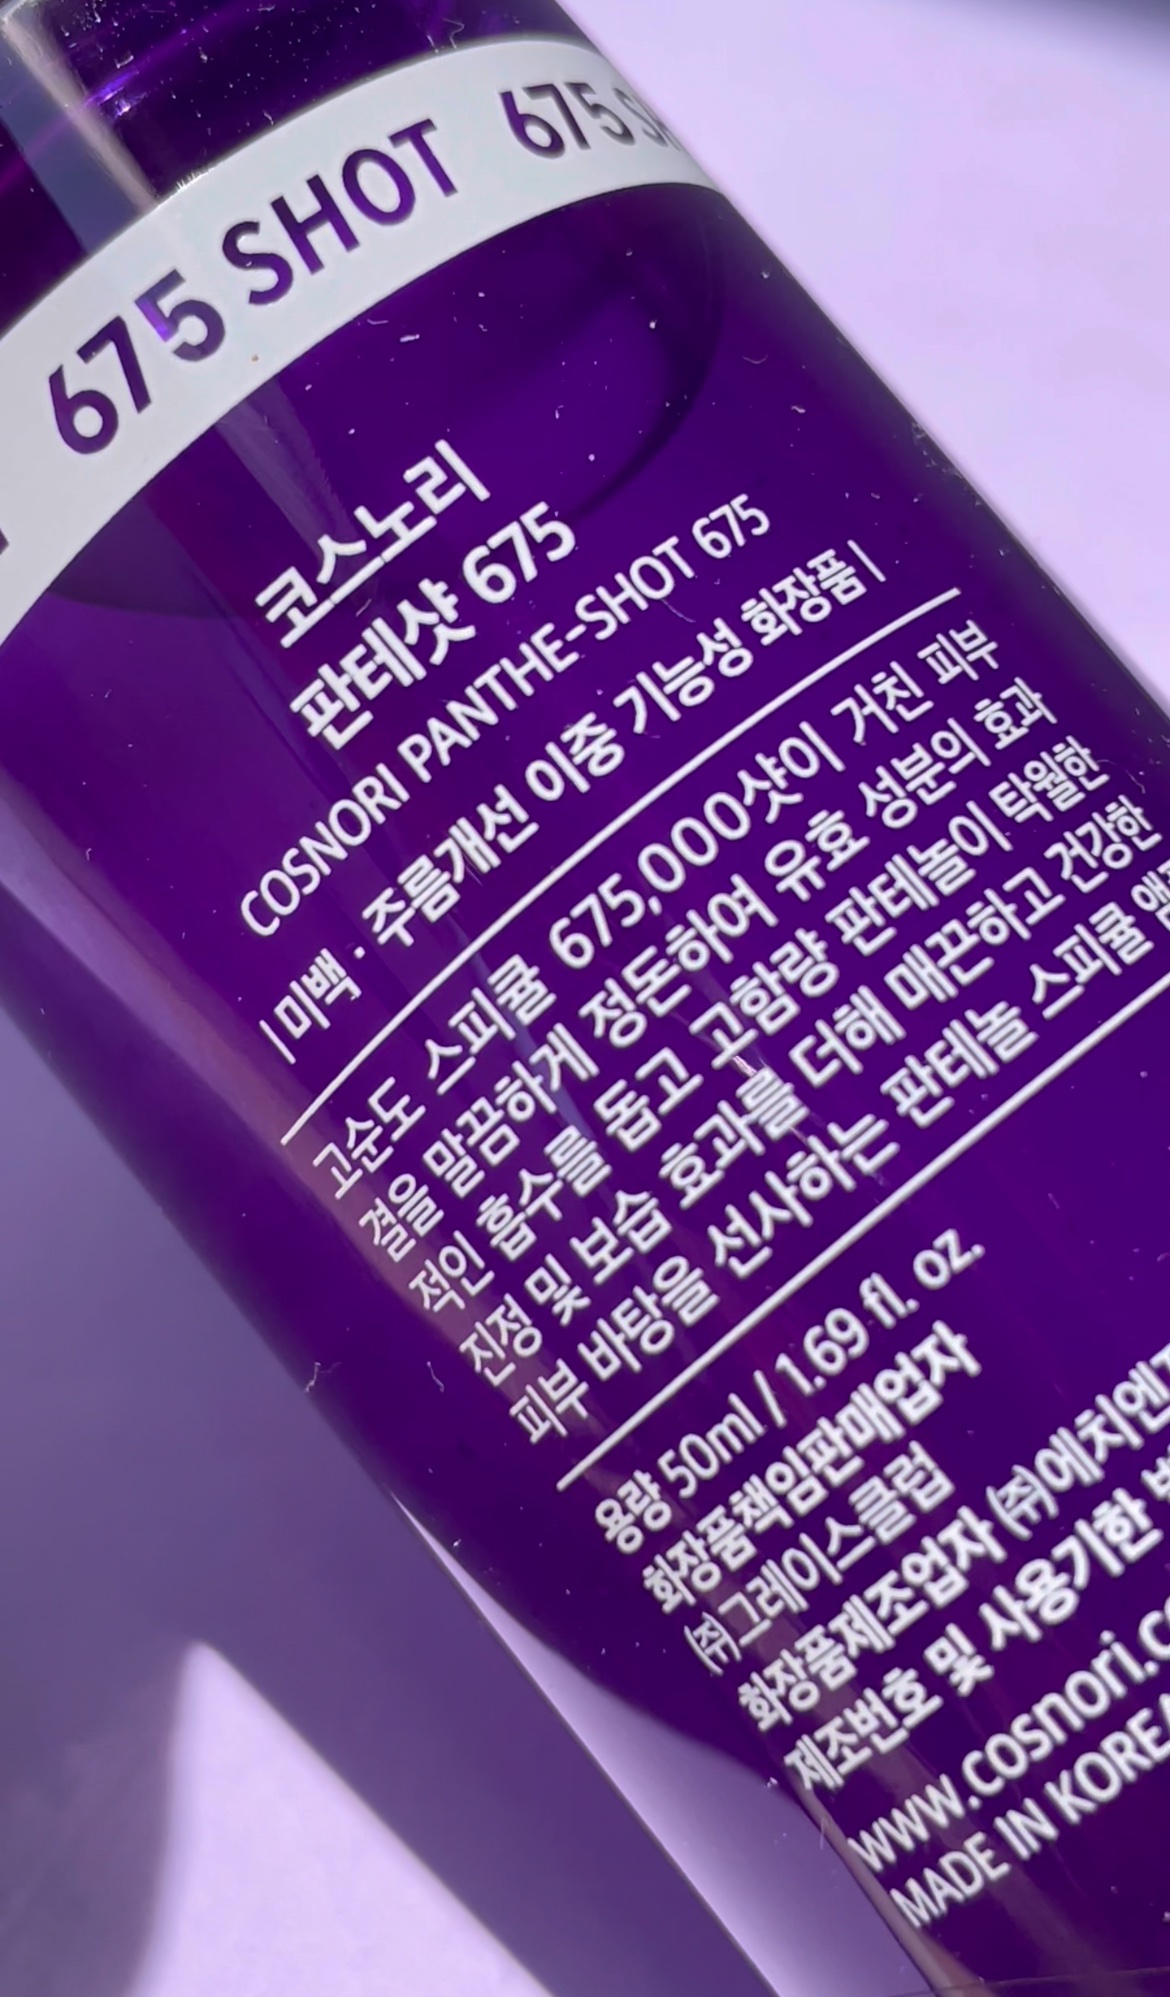 675 SHOT 675
코스노리
판테샷 675
COSNORI PANTHE-SHOT 675
| 미백 · 주름개선 이중 기능성 화장품 |
고순도 스피큘 675,000샷이 거친 피부
결을 말끔하게 정돈하여 유효 성분의 효과
적인 흡수를 돕고 고함량 판테놀이 탁월한
진정 및 보습 효과를 더해 매끈하고 건강한
피부 바탕을 선사하는 판테놀 스피큘
용량 50ml / 1.69 fl. oz.
화장품책임판매업자
㈜그레이스클럽
화장품제조업자 ㈜에치엔
제조번호 및 사용기한
www.cosnori.c
MADE IN KOREA